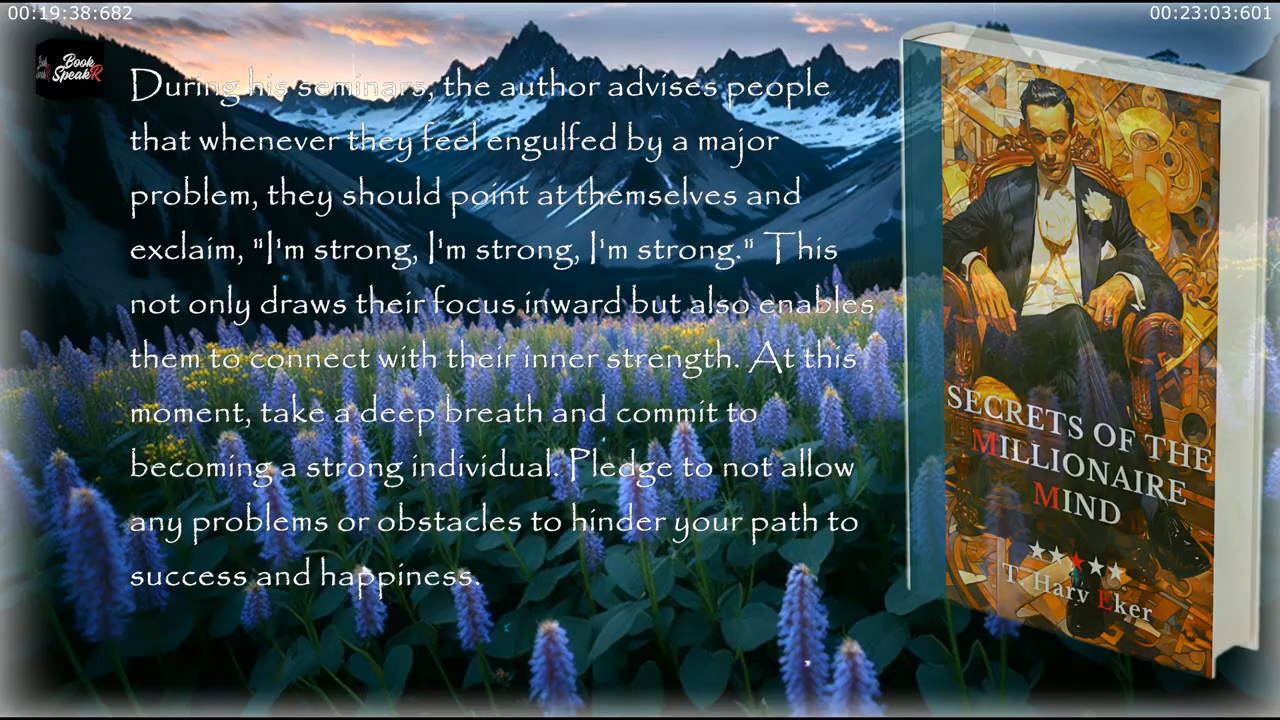 00:19:38:682
00:23:03:601
Book
SpeakR
During his seminars, the author advises people
that whenever they feel engulfed by a major
problem, they should point at themselves and
exclaim, "I'm strong, I'm strong, I'm strong." This
not only draws their focus inward but also enables
them to connect with their inner strength. At this
moment, take a deep breath and commit to
becoming a strong individual. Pledge to not allow
any problems or obstacles to hinder your path to
success and happiness.
SECRETS OF THE
MILLIONAIRE
MIND
T. Harv Eker